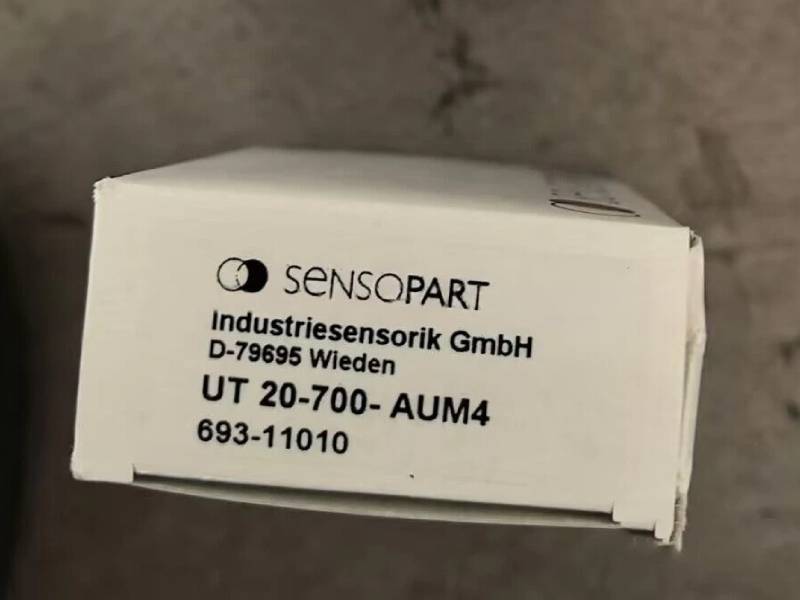 SENSOPART
Industriesensorik GmbH
D-79695 Wieden
UT 20-700- AUM4
693-11010